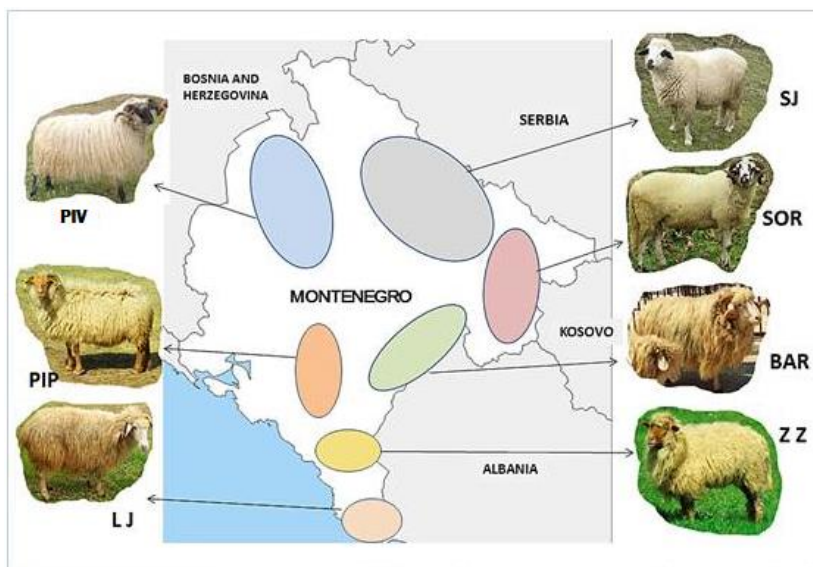 BOSNIA AND
HERZEGOVINA
SERBIA
SJ
PIV
SOR
MONTENEGRO
KOSOVO
PIP
BAR
Z Z
ALBANIA
L J